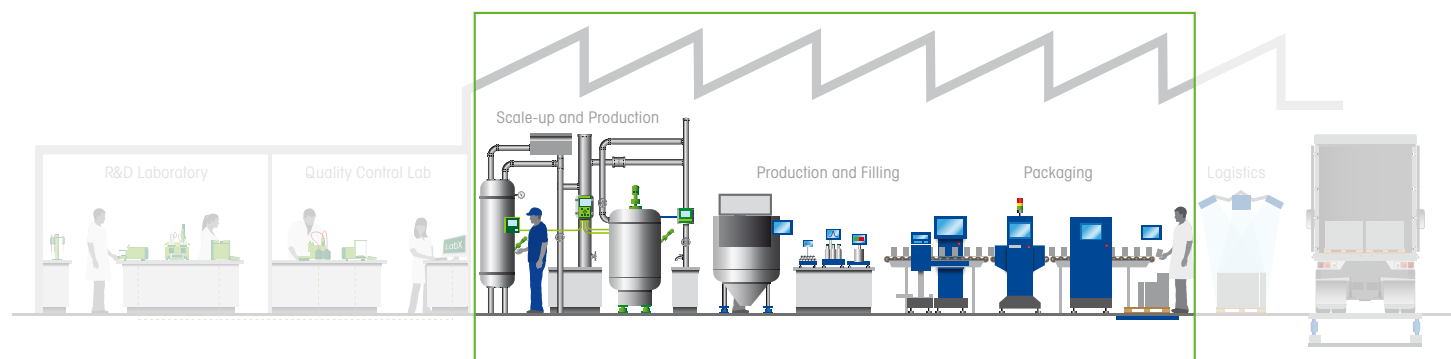 Scale-up and Production
R&D Laboratory
Quality Control Lab
Production and Filling
Packaging
Logistics
LabX